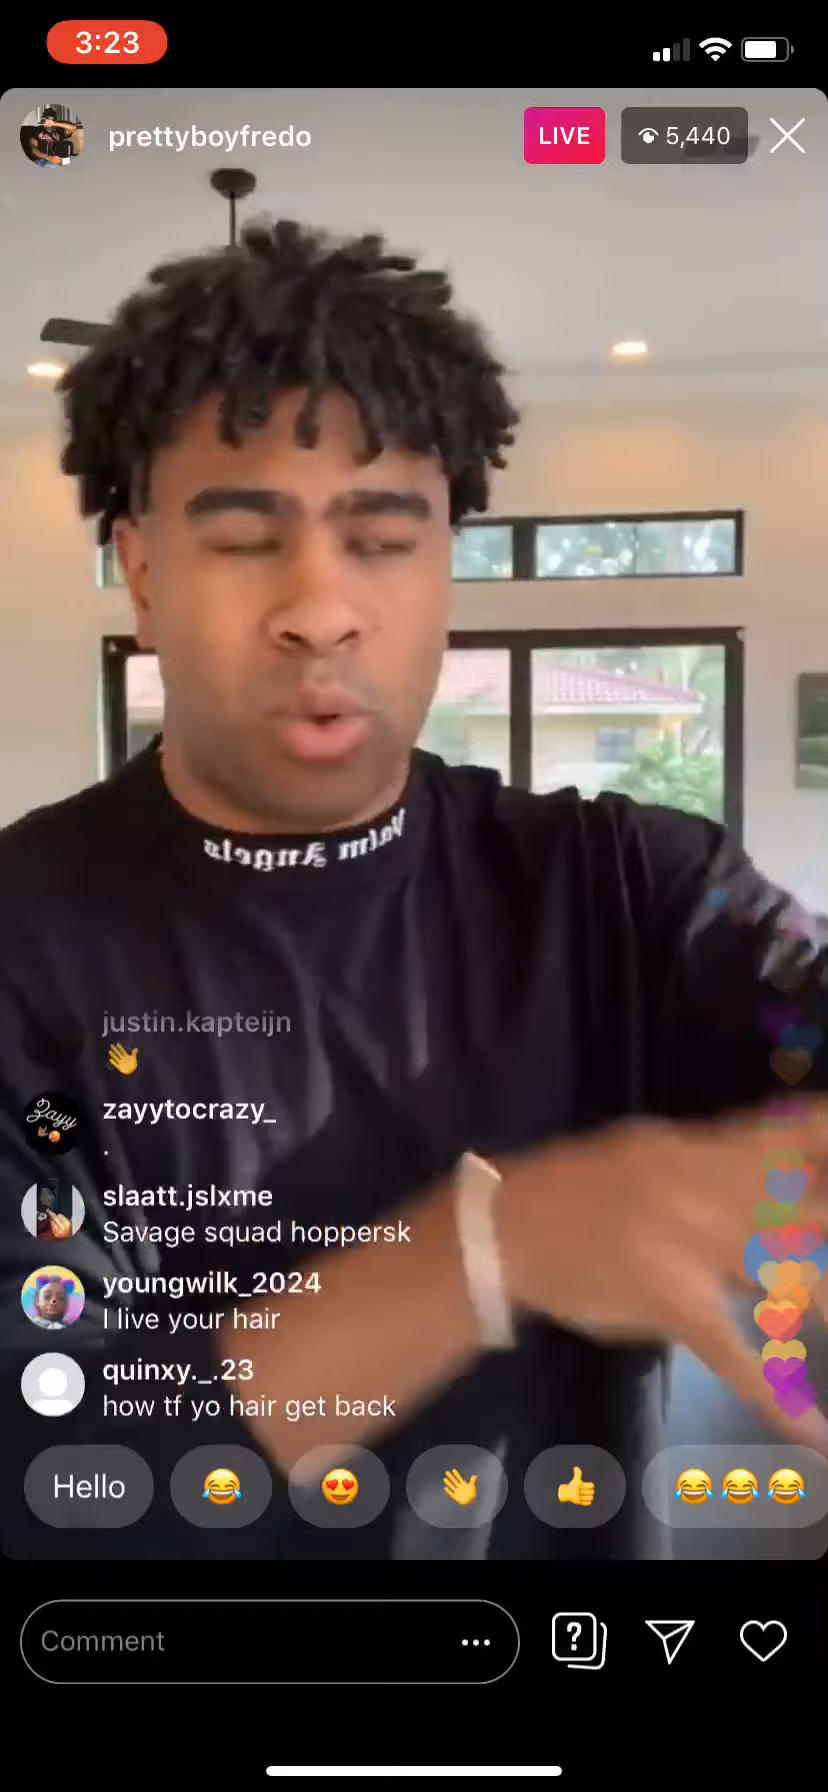 3:23
prettyboyfredo
LIVE
5,440
Palm Angels
justin.kapteijn
👋
zayytocrazy_
.
Zayy
slaatt.jslxme
Savage squad hoppersk
youngwilk_2024
I live your hair
quinxy._.23
how tf yo hair get back
Hello
😂
😍
👋
👍
😂 😂 😂
Comment
?